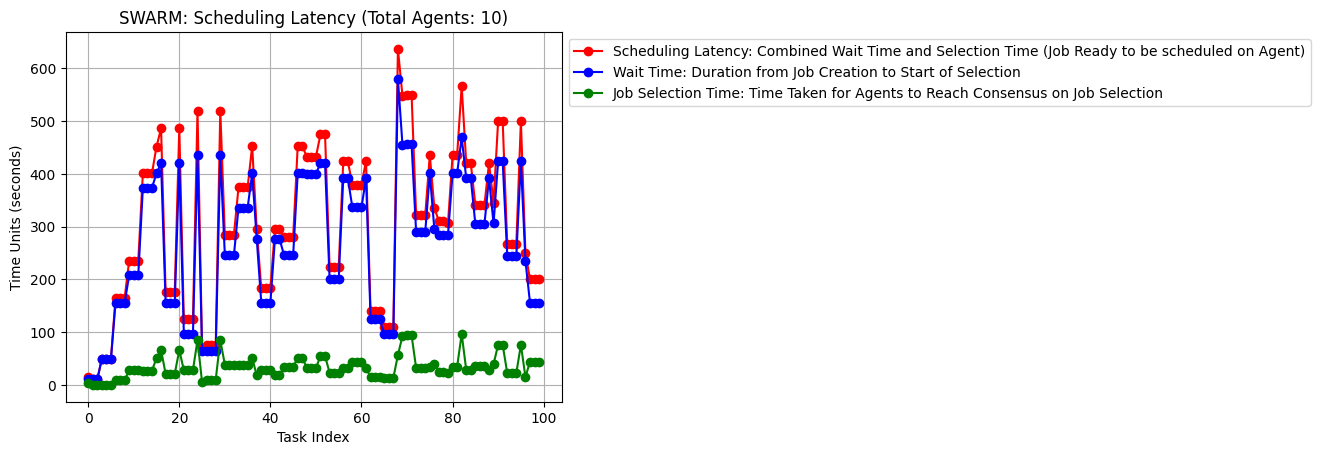 SWARM: Scheduling Latency (Total Agents: 10)
Scheduling Latency: Combined Wait Time and Selection Time (Job Ready to be scheduled on Agent)
Wait Time: Duration from Job Creation to Start of Selection
Job Selection Time: Time Taken for Agents to Reach Consensus on Job Selection
Time Units (seconds)
600
500
400
300
200
100
0
0 20 40 60 80 100
Task Index